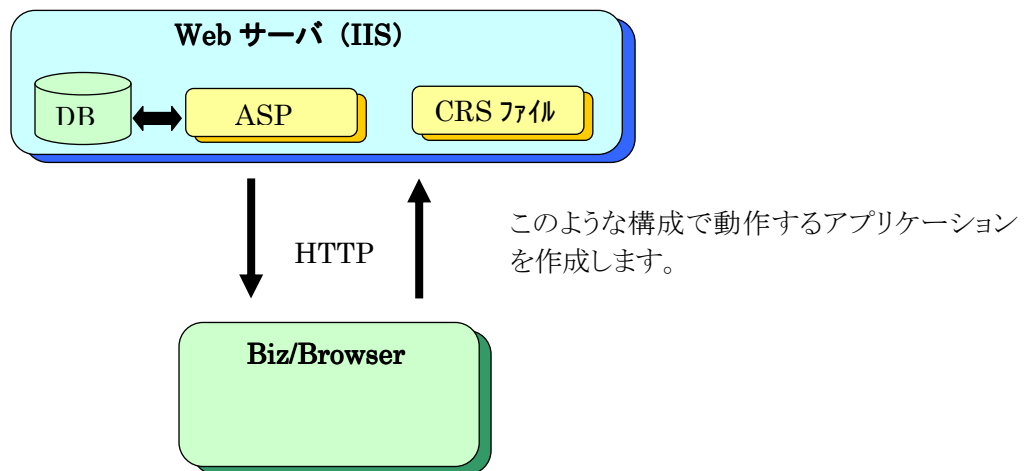 Web サーバ（IIS）
DB
ASP
CRS ファイル
HTTP
このような構成で動作するアプリケーション
を作成します。
Biz/Browser